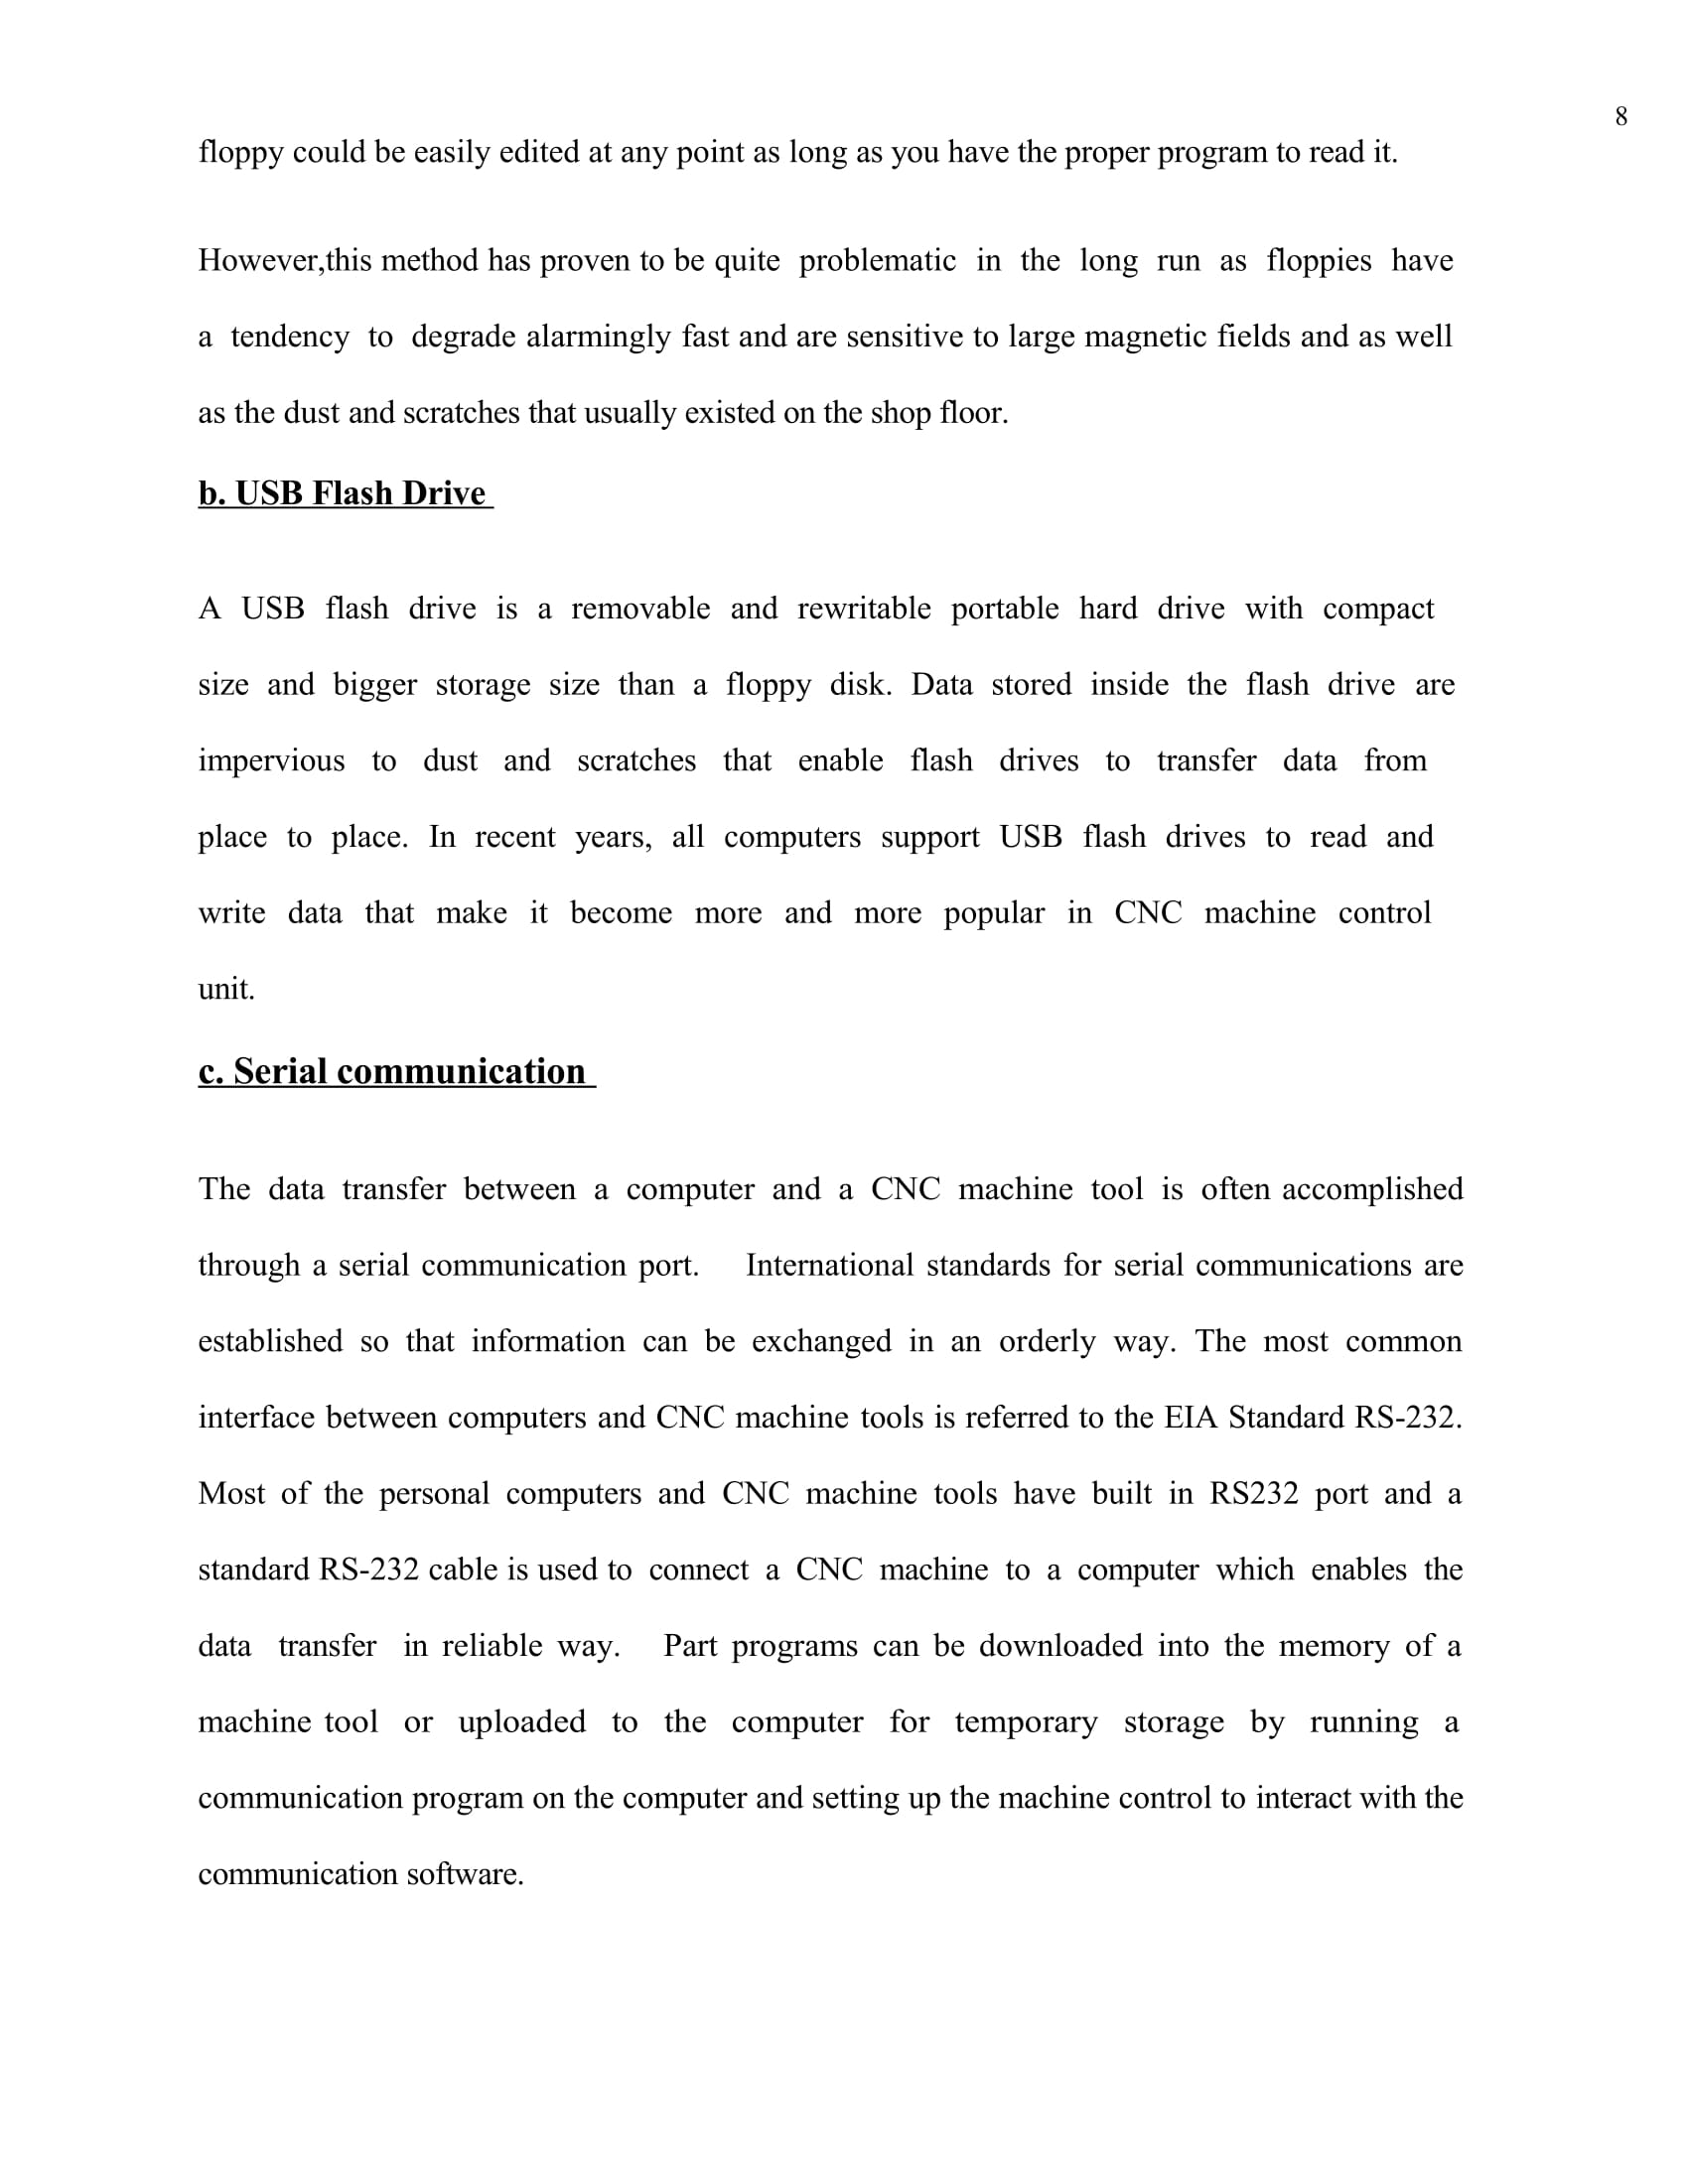 8
floppy could be easily edited at any point as long as you have the proper program to read it.
However,this method has proven to be quite problematic in the long run as floppies have
a tendency to degrade alarmingly fast and are sensitive to large magnetic fields and as well
as the dust and scratches that usually existed on the shop floor.
b. USB Flash Drive
A USB flash drive is a removable and rewritable portable hard drive with compact
size and bigger storage size than a floppy disk. Data stored inside the flash drive are
impervious to dust and scratches that enable flash drives to transfer data from
place to place. In recent years, all computers support USB flash drives to read and
write data that make it become more and more popular in CNC machine control
unit.
c. Serial communication
The data transfer between a computer and a CNC machine tool is often accomplished
through a serial communication port. International standards for serial communications are
established so that information can be exchanged in an orderly way. The most common
interface between computers and CNC machine tools is referred to the EIA Standard RS-232.
Most of the personal computers and CNC machine tools have built in RS232 port and a
standard RS-232 cable is used to connect a CNC machine to a computer which enables the
data transfer in reliable way. Part programs can be downloaded into the memory of a
machine tool or uploaded to the computer for temporary storage by running a
communication program on the computer and setting up the machine control to interact with the
communication software.